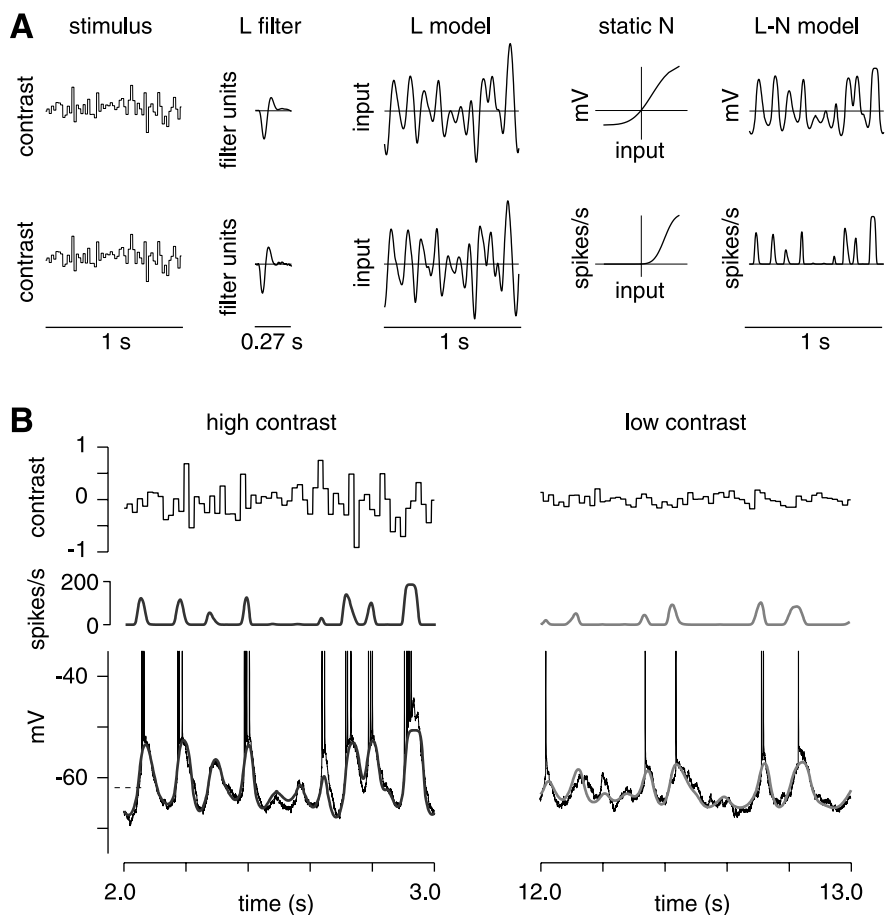 A
stimulus L filter L model static N L-N model
contrast filter units input mV input mV
contrast filter units input spikes/s input spikes/s
1 s 0.27 s 1 s 1 s
B
high contrast low contrast
contrast 1 0 -1
spikes/s 200 0
mV -40 -60
2.0 3.0 12.0 13.0
time (s) time (s)